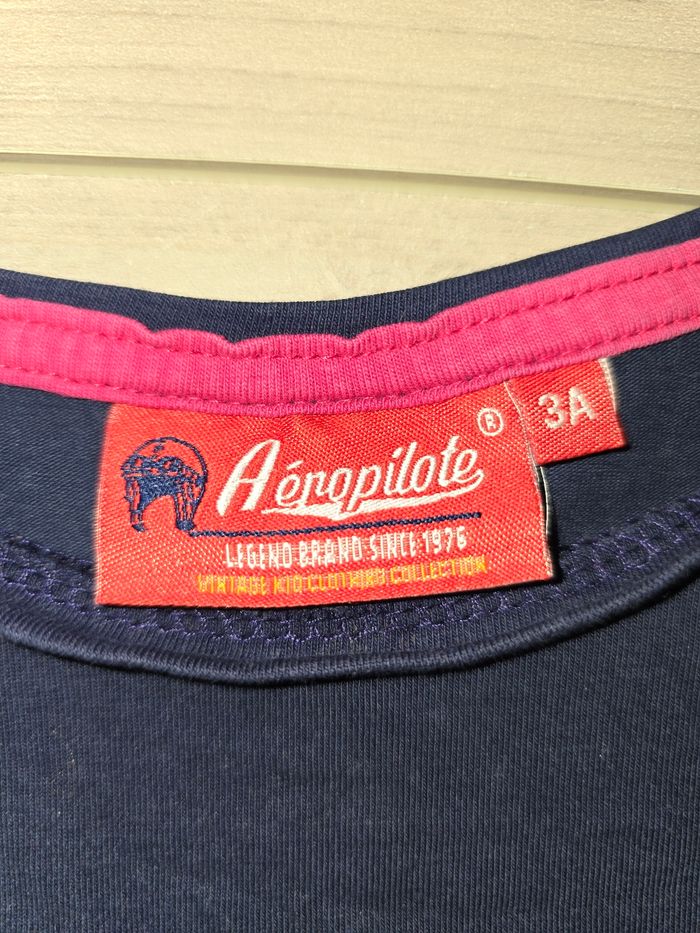 Aéropilote ®
3A
LEGEND BRAND SINCE 1976
VINTAGE KID CLOTHING COLLECTION